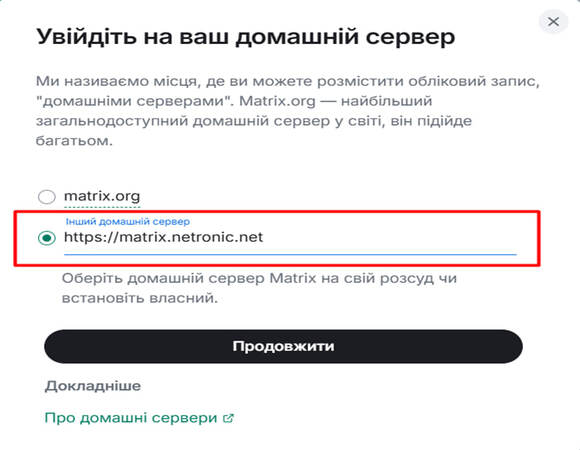 Увійдіть на ваш домашній сервер
Ми називаємо місця, де ви можете розмістити обліковий запис,
"домашніми серверами". Matrix.org — найбільший
загальнодоступний домашній сервер у світі, він підійде
багатьом.
matrix.org
Інший домашній сервер
https://matrix.netronic.net
Оберіть домашній сервер Matrix на свій розсуд чи
встановіть власний.
Продовжити
Докладніше
Про домашні сервери